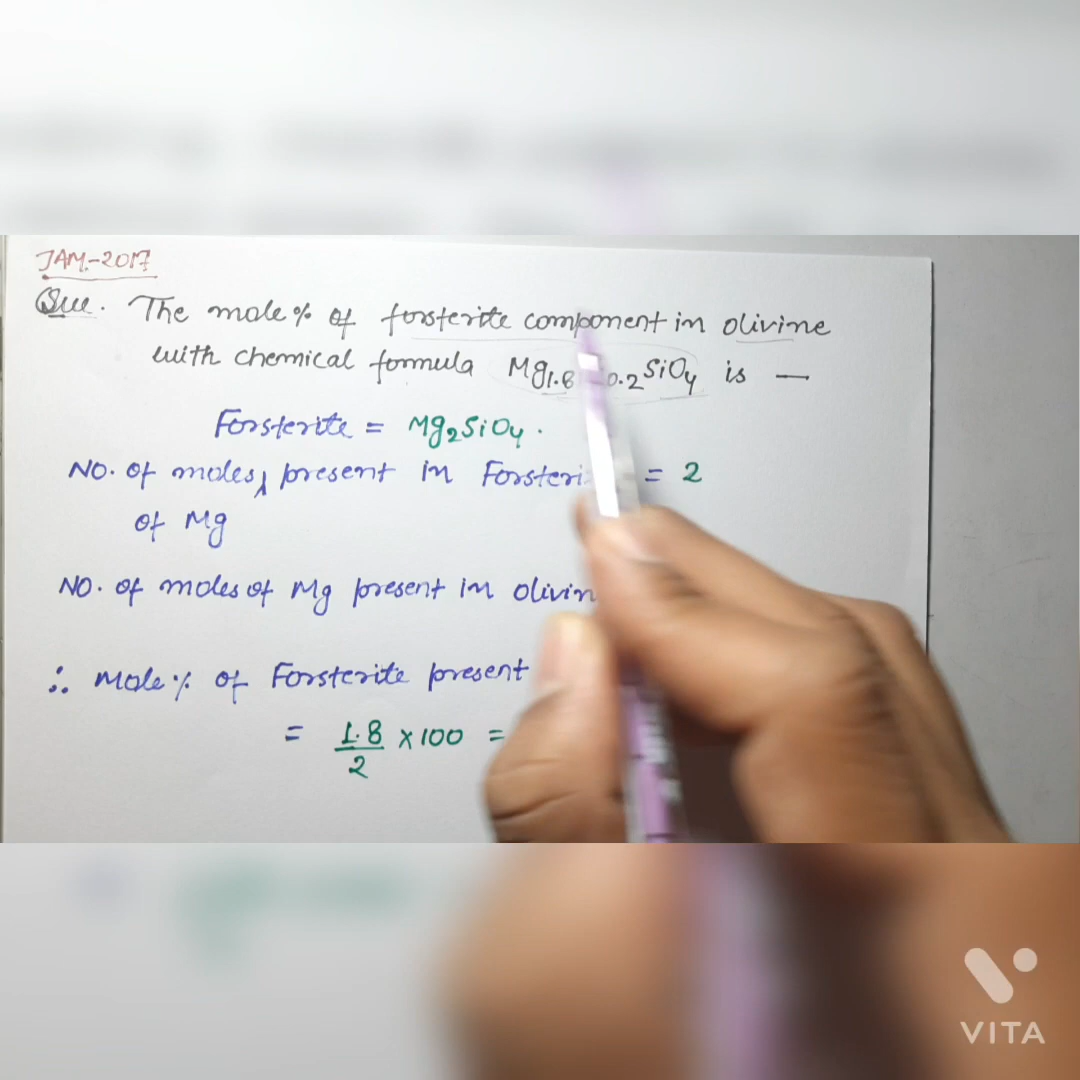 JAM.-2017
Que. The mole % of forsterite component in olivine
with chemical formula Mg1.8 0.2SiO4 is —
Forsterite = Mg2SiO4.
NO. of moles, present in = 2
of Mg
NO. of moles of Mg present in
∴ Mole % of Forsterite present
= 1.8/2 x 100 =
VITA